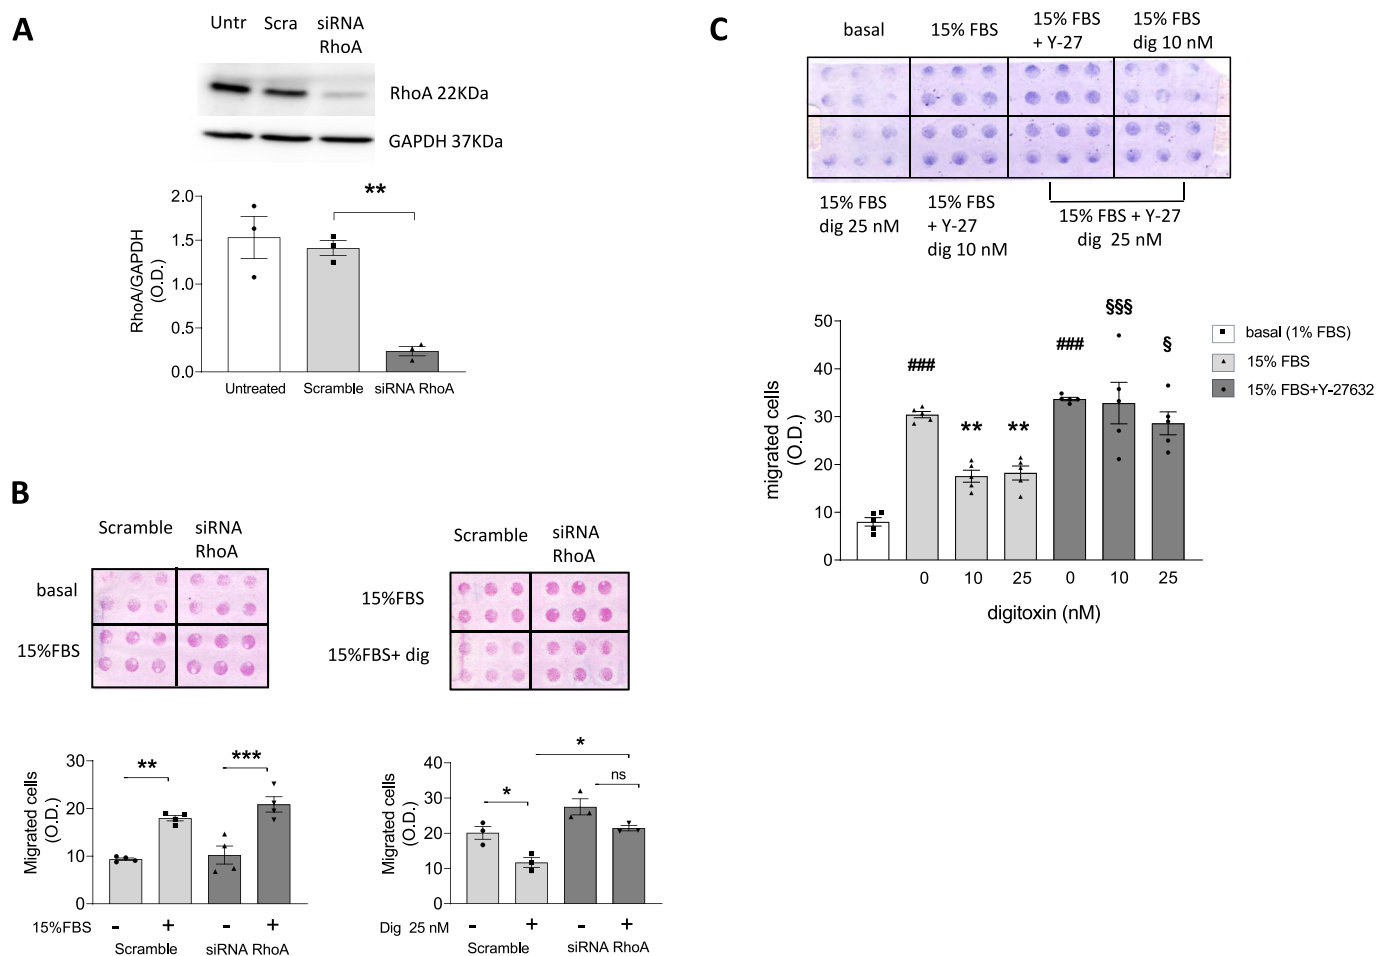 A
Untr Scra siRNA
RhoA
RhoA 22KDa
GAPDH 37KDa
**
2.0
1.5
1.0
0.5
0.0
RhoA/GAPDH
(O.D.)
Untreated Scramble siRNA RhoA
B
Scramble siRNA
RhoA
basal
15%FBS
Scramble siRNA
RhoA
15%FBS
15%FBS+ dig
30
20
10
0
Migrated cells
(O.D.)
** ***
15%FBS - + - +
Scramble siRNA RhoA
40
30
20
10
0
Migrated cells
(O.D.)
*
* ns
Dig 25 nM - + - +
Scramble siRNA RhoA
C
basal
15% FBS
15% FBS
+ Y-27
15% FBS
dig 10 nM
15% FBS
dig 25 nM
15% FBS
+ Y-27
dig 10 nM
15% FBS + Y-27
dig 25 nM
50
40
30
20
10
0
migrated cells
(O.D.)
### ** ** ### §§§ §
0 10 25 0 10 25
digitoxin (nM)
basal (1% FBS)
15% FBS
15% FBS+Y-27632